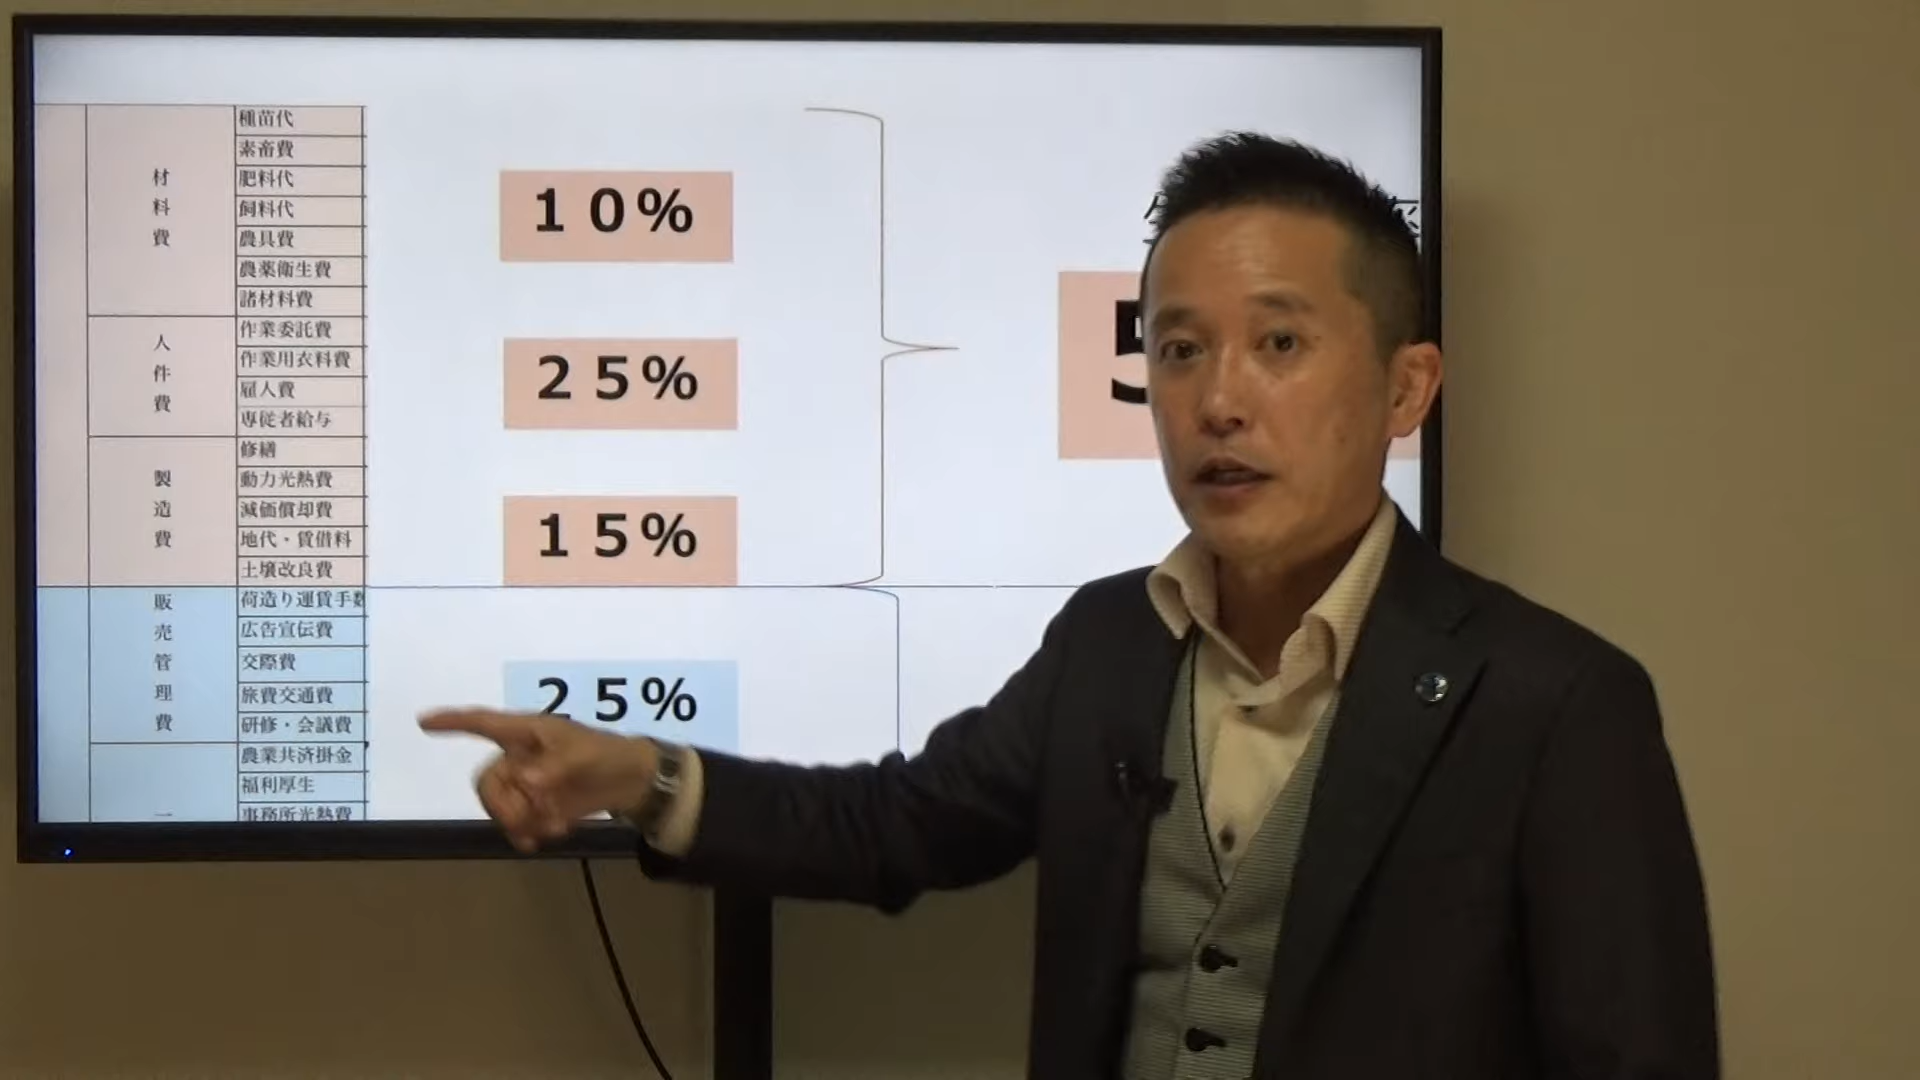 材料費
種苗代
素畜費
肥料代
飼料代
農具費
農薬衛生費
諸材料費
10%
人件費
作業委託費
作業用衣料費
雇人費
専従者給与
25%
製造費
修繕
動力光熱費
減価償却費
地代・賃借料
土壌改良費
15%
5
販売管理費
荷造り運賃手数
広告宣伝費
交際費
旅費交通費
研修・会議費
25%
農業共済掛金
福利厚生
事務所光熱費